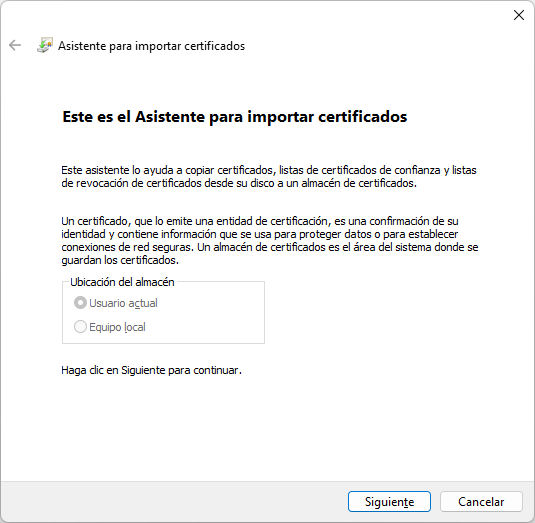 Asistente para importar certificados
Este es el Asistente para importar certificados
Este asistente lo ayuda a copiar certificados, listas de certificados de confianza y listas
de revocación de certificados desde su disco a un almacén de certificados.
Un certificado, que lo emite una entidad de certificación, es una confirmación de su
identidad y contiene información que se usa para proteger datos o para establecer
conexiones de red seguras. Un almacén de certificados es el área del sistema donde se
guardan los certificados.
Ubicación del almacén
Usuario actual
Equipo local
Haga clic en Siguiente para continuar.
Siguiente
Cancelar